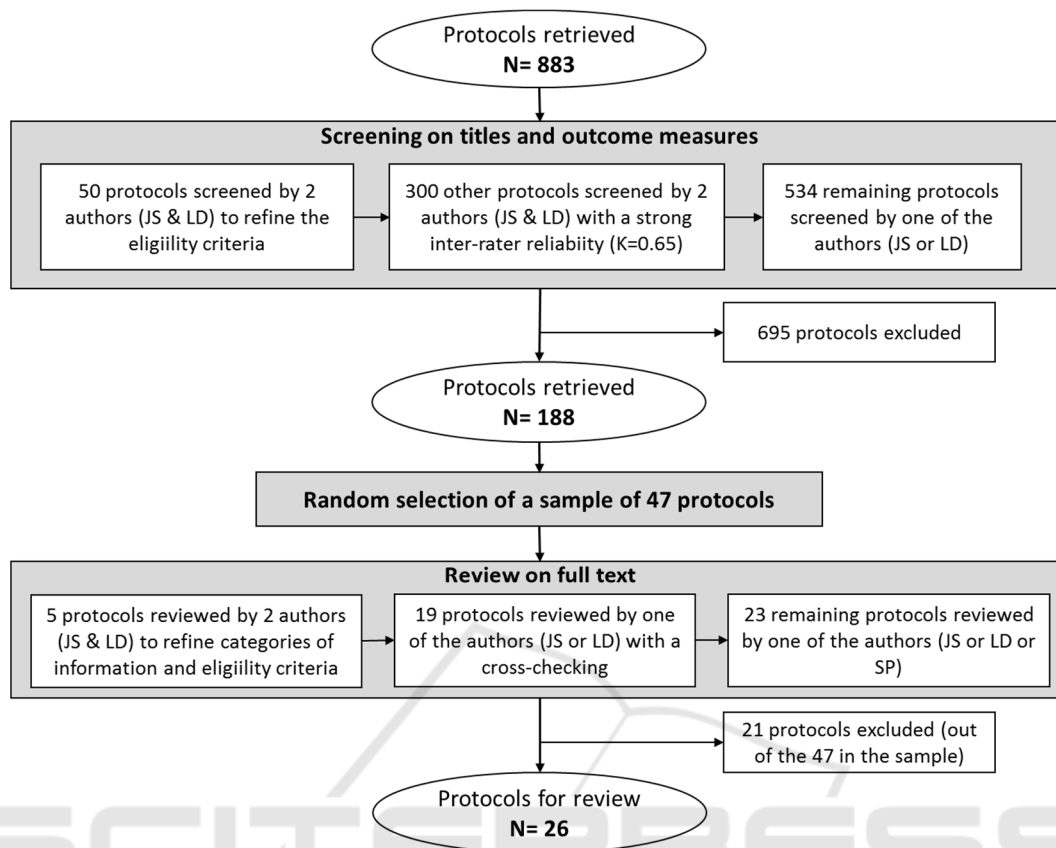 Protocols retrieved
N= 883
Screening on titles and outcome measures
50 protocols screened by 2
authors (JS & LD) to refine the
eligiility criteria
300 other protocols screened by 2
authors (JS & LD) with a strong
inter-rater reliabiity (K=0.65)
534 remaining protocols
screened by one of the
authors (JS or LD)
695 protocols excluded
Protocols retrieved
N= 188
Random selection of a sample of 47 protocols
Review on full text
5 protocols reviewed by 2 authors
(JS & LD) to refine categories of
information and eligiility criteria
19 protocols reviewed by one
of the authors (JS or LD) with a
cross-checking
23 remaining protocols reviewed
by one of the authors (JS or LD or
SP)
21 protocols excluded (out
of the 47 in the sample)
Protocols for review
N= 26
SCITEPRESS